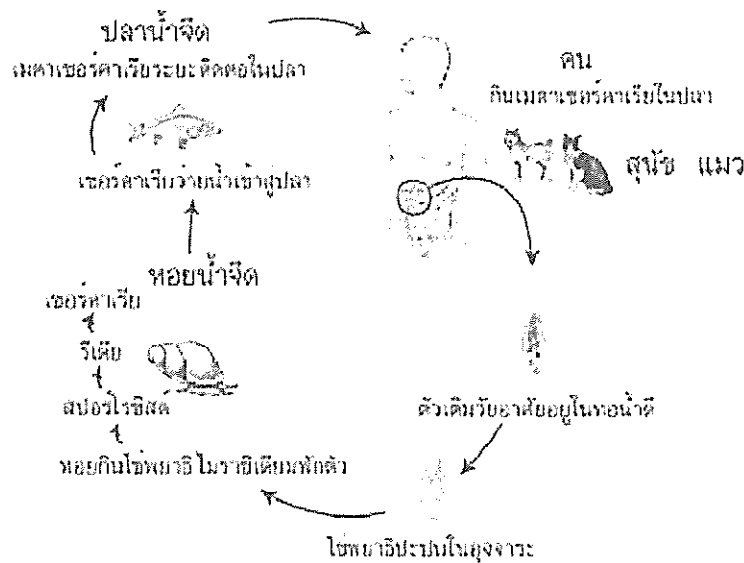 ปลาน้ำจืด
เมตาเซอร์คาเรียระยะติดต่อในปลา
คน
กินเมตาเซอร์คาเรียในปลา
สุนัข แมว
เซอร์คาเรียว่ายน้ำเข้าสู่ปลา
หอยน้ำจืด
เซอร์คาเรีย
รีเดีย
สปอร์โรซิสต์
ตัวเต็มวัยอาศัยอยู่ในท่อน้ำดี
หอยกินไข่พยาธิ ไมราซิเดียมฟักตัว
ไข่พยาธิปะปนในอุจจาระ